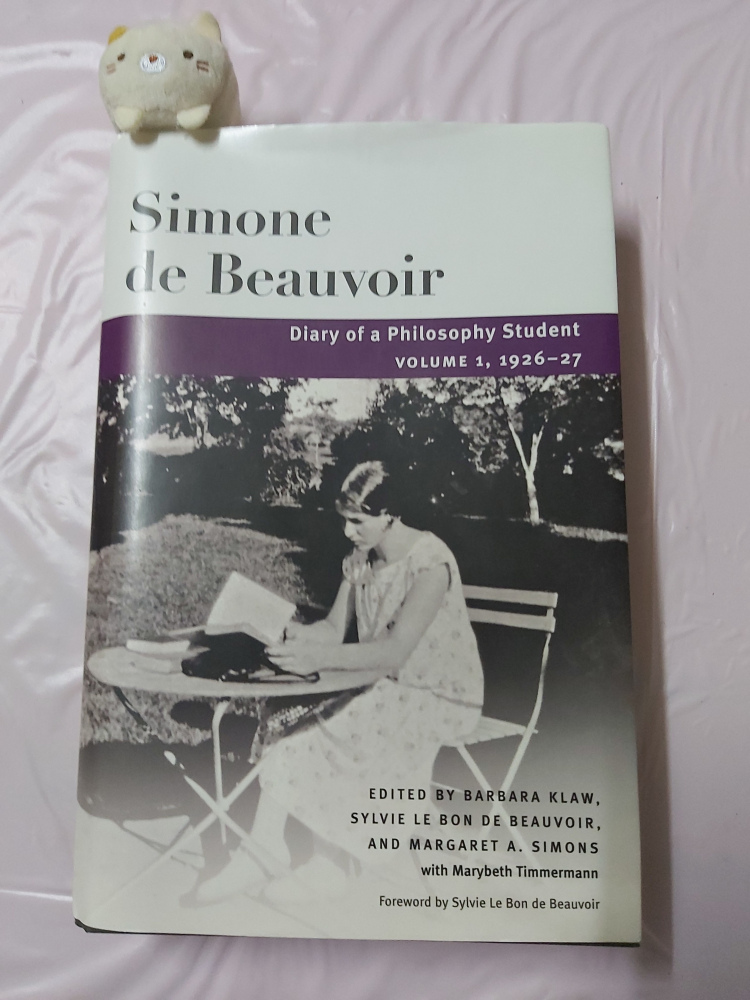 Simone
de Beauvoir
Diary of a Philosophy Student
VOLUME 1, 1926–27
EDITED BY BARBARA KLAW,
SYLVIE LE BON DE BEAUVOIR,
AND MARGARET A. SIMONS
with Marybeth Timmermann
Foreword by Sylvie Le Bon de Beauvoir